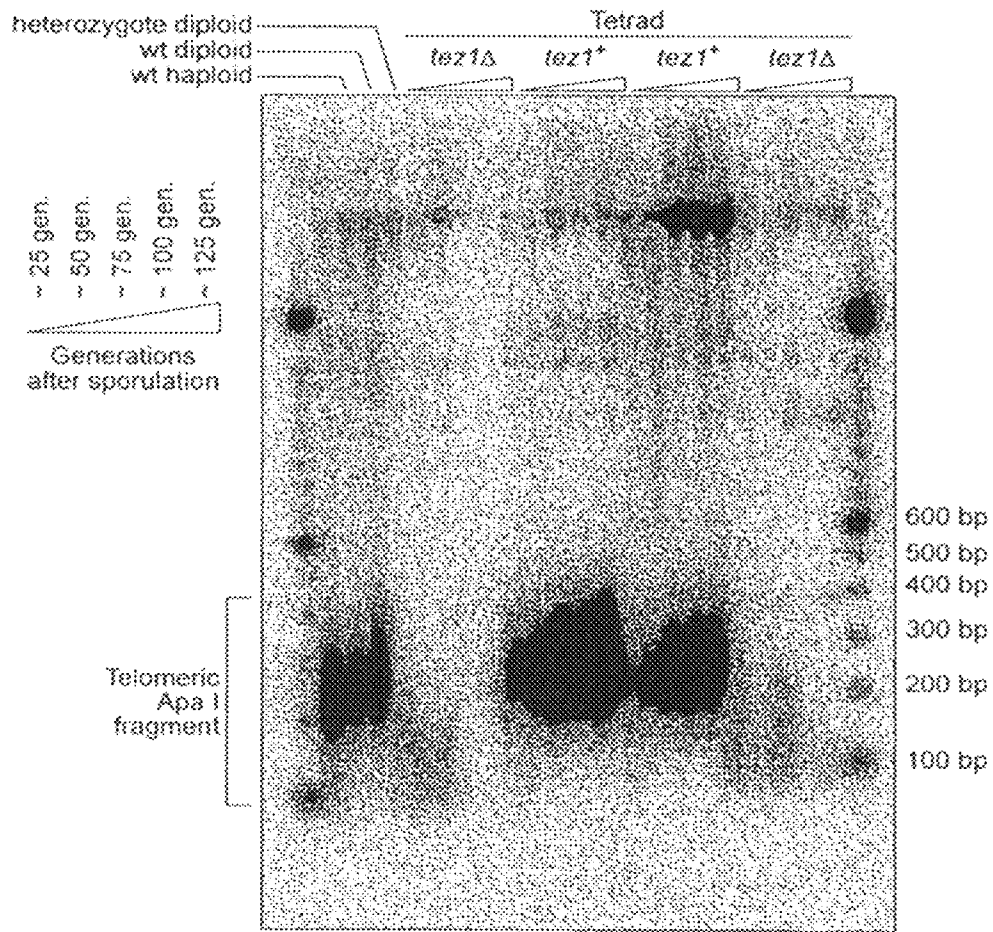 heterozygote diploid
wt diploid
wt haploid
Tetrad
tez1Δ
tez1⁺
tez1⁺
tez1Δ
~ 25 gen.
~ 50 gen.
~ 75 gen.
~ 100 gen.
~ 125 gen.
Generations
after sporulation
600 bp
500 bp
400 bp
300 bp
200 bp
100 bp
Telomeric
Apa I
fragment